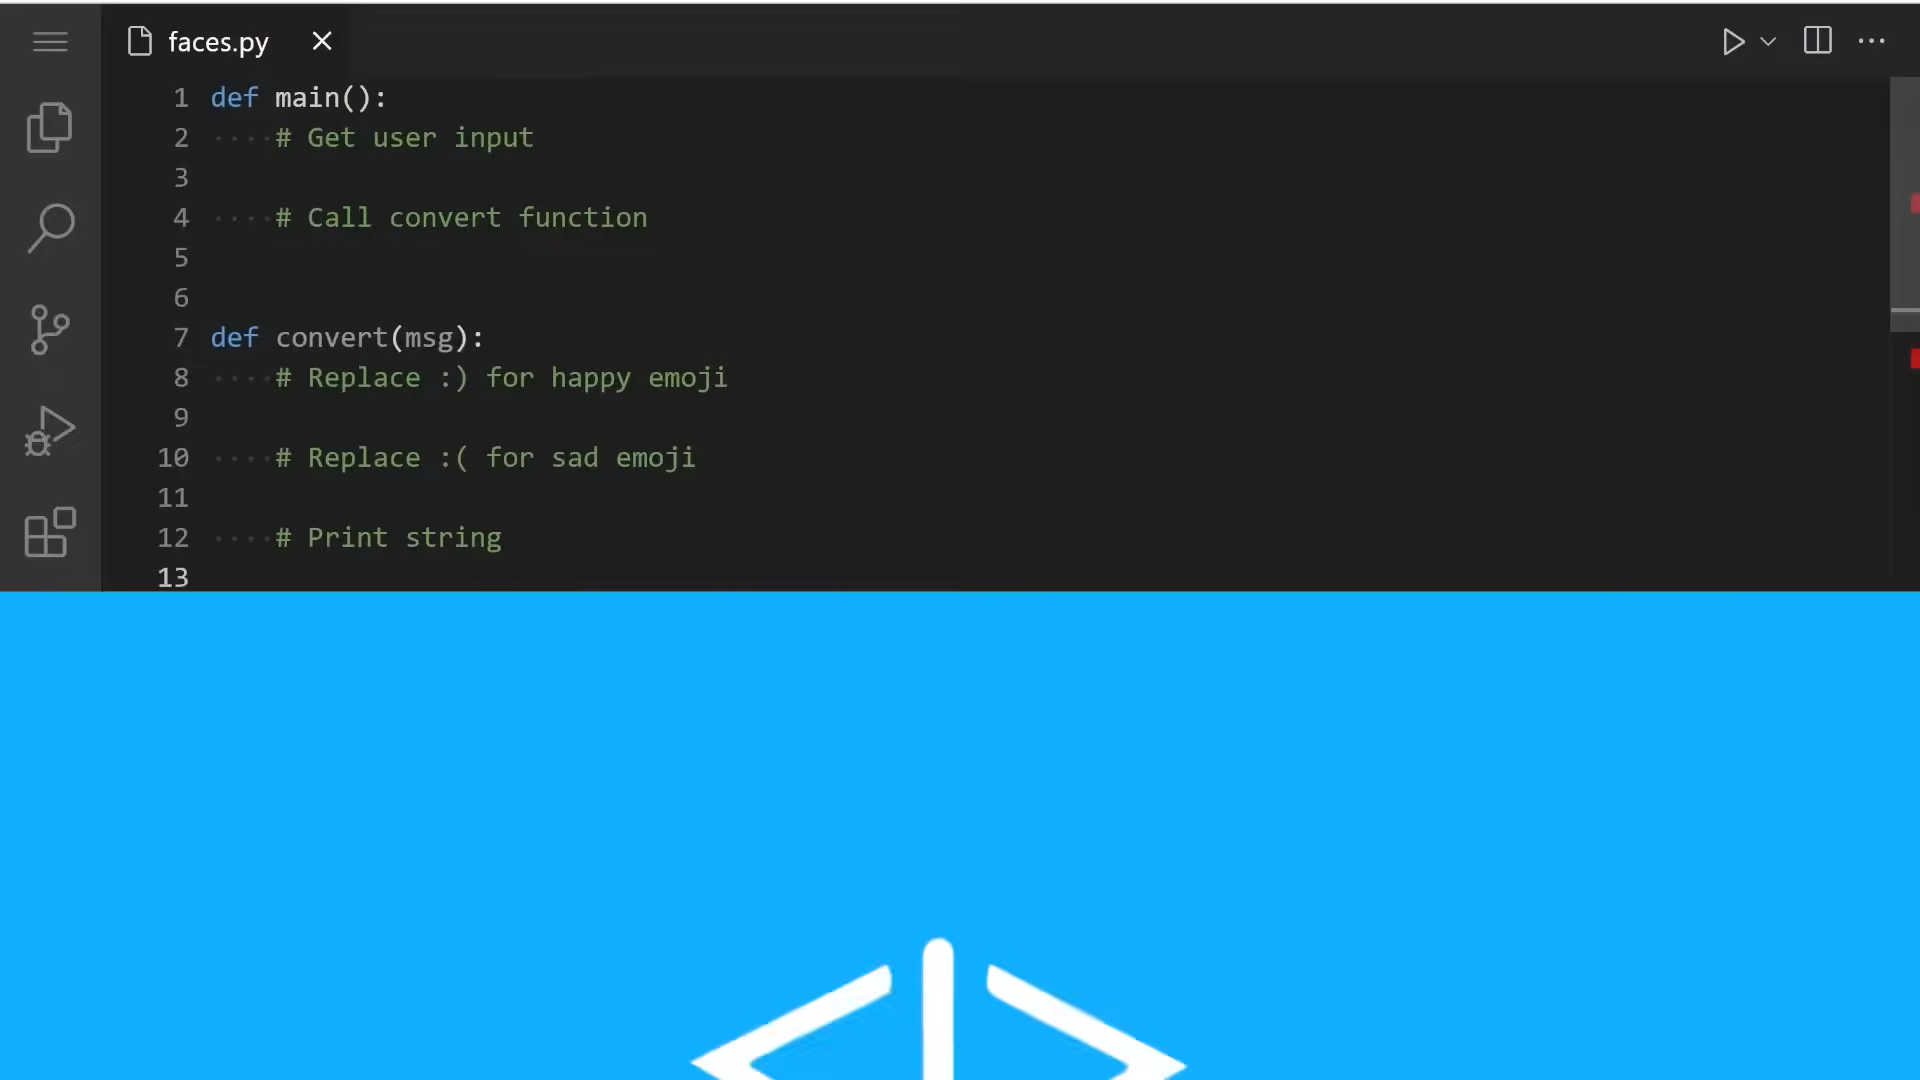 faces.py
1 def main():
2 # Get user input
3
4 # Call convert function
5
6
7 def convert(msg):
8 # Replace :) for happy emoji
9
10 # Replace :( for sad emoji
11
12 # Print string
13